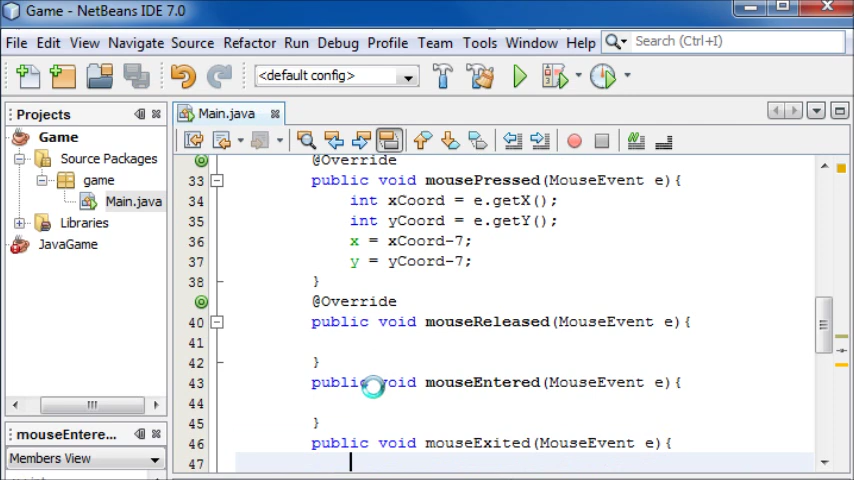 Game - NetBeans IDE 7.0
File Edit View Navigate Source Refactor Run Debug Profile Team Tools Window Help Search (Ctrl+I)
<default config>
Projects
Game
Source Packages
game
Main.java
Libraries
JavaGame
mouseEntere...
Members View
Main.java
@Override
33 public void mousePressed(MouseEvent e){
34 int xCoord = e.getX();
35 int yCoord = e.getY();
36 x = xCoord-7;
37 y = yCoord-7;
38 }
@Override
40 public void mouseReleased(MouseEvent e){
41
42 }
43 public void mouseEntered(MouseEvent e){
44
45 }
46 public void mouseExited(MouseEvent e){
47